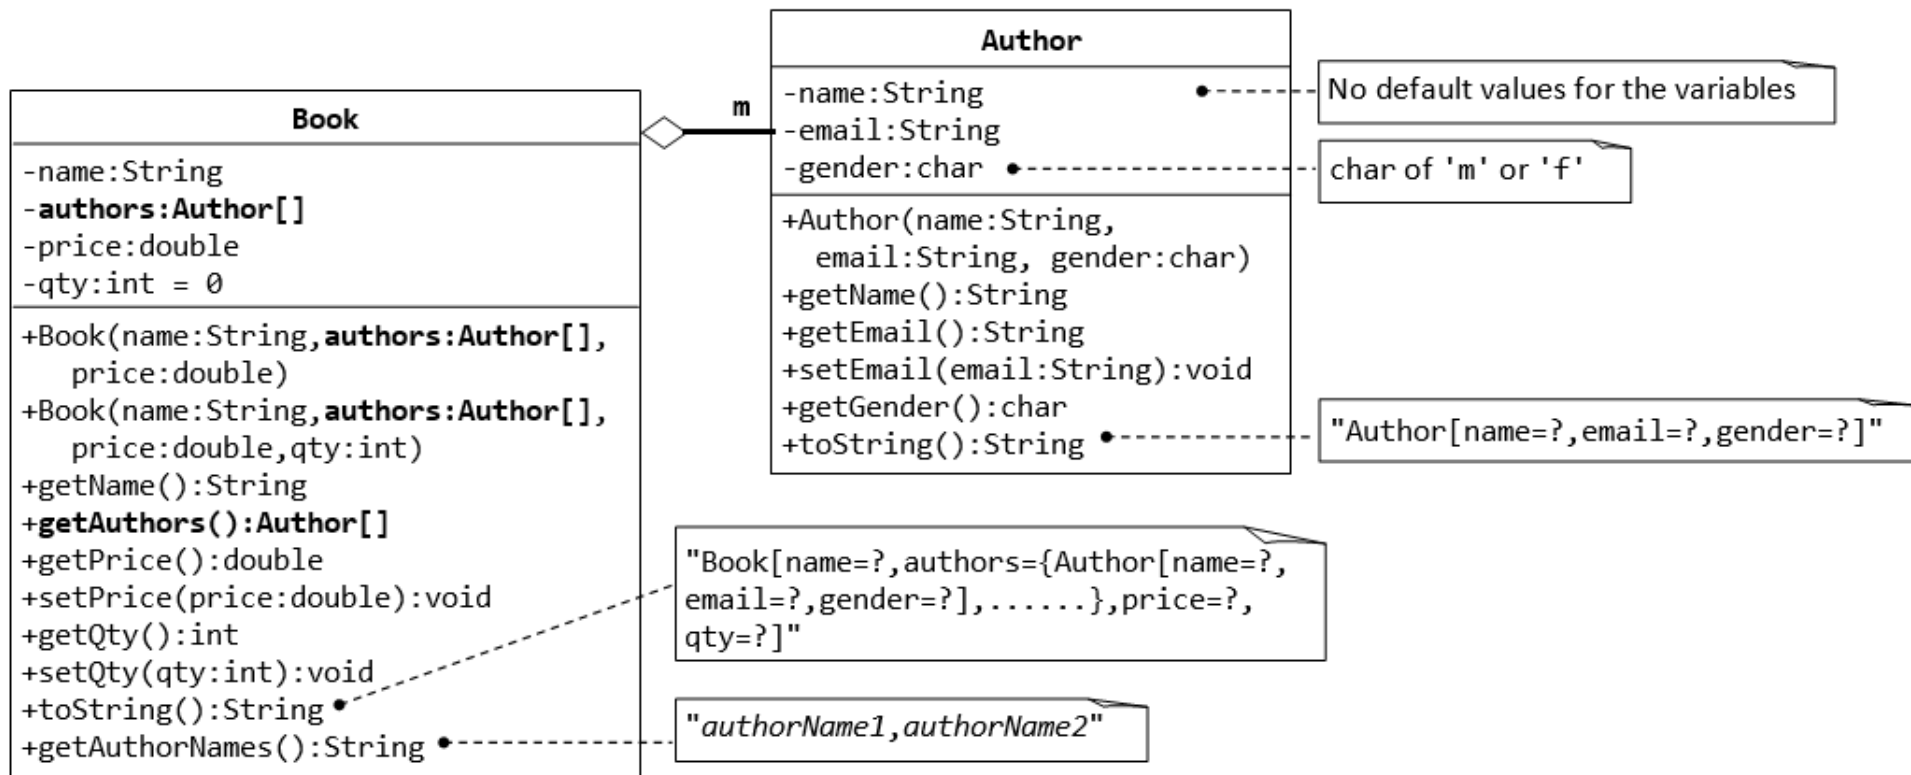 Book
-name:String
-authors:Author[]
-price:double
-qty:int = 0
+Book(name:String,authors:Author[],
price:double)
+Book(name:String,authors:Author[],
price:double,qty:int)
+getName():String
+getAuthors():Author[]
+getPrice():double
+setPrice(price:double):void
+getQty():int
+setQty(qty:int):void
+toString():String
+getAuthorNames():String
m
Author
-name:String
-email:String
-gender:char
+Author(name:String,
email:String, gender:char)
+getName():String
+getEmail():String
+setEmail(email:String):void
+getGender():char
+toString():String
No default values for the variables
char of 'm' or 'f'
"Author[name=?,email=?,gender=?]"
"Book[name=?,authors={Author[name=?,
email=?,gender=?],......},price=?,
qty=?]"
"authorName1,authorName2"